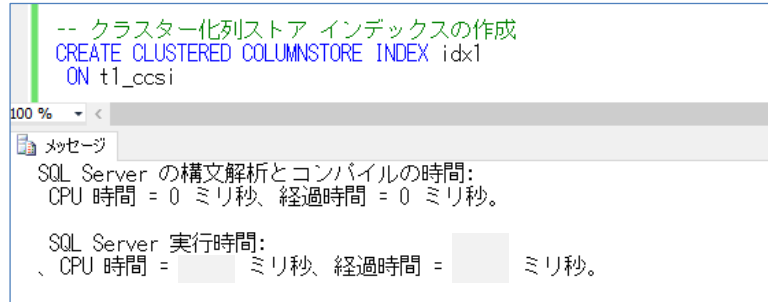 -- クラスター化列ストア インデックスの作成
CREATE CLUSTERED COLUMNSTORE INDEX idx1
ON t1_ccsi
100 %
メッセージ
SQL Server の構文解析とコンパイルの時間:
CPU 時間 = 0 ミリ秒、経過時間 = 0 ミリ秒。
SQL Server 実行時間:
、CPU 時間 = ミリ秒、経過時間 = ミリ秒。